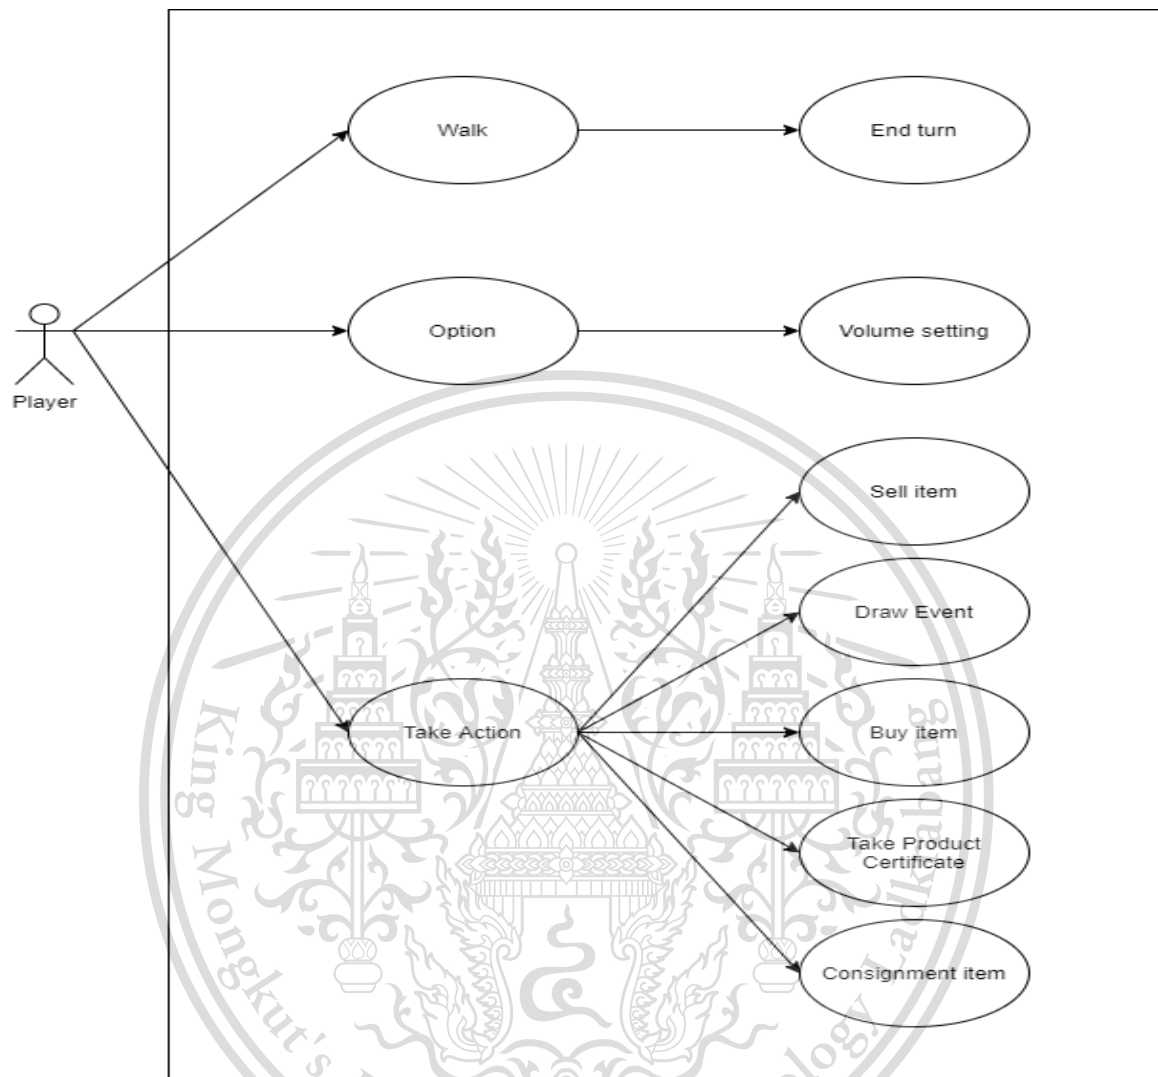 Walk
End turn
Option
Volume setting
Player
Sell item
Draw Event
Take Action
Buy item
Take Product
Certificate
Consignment item
King Mongkut's
Ladkrabang